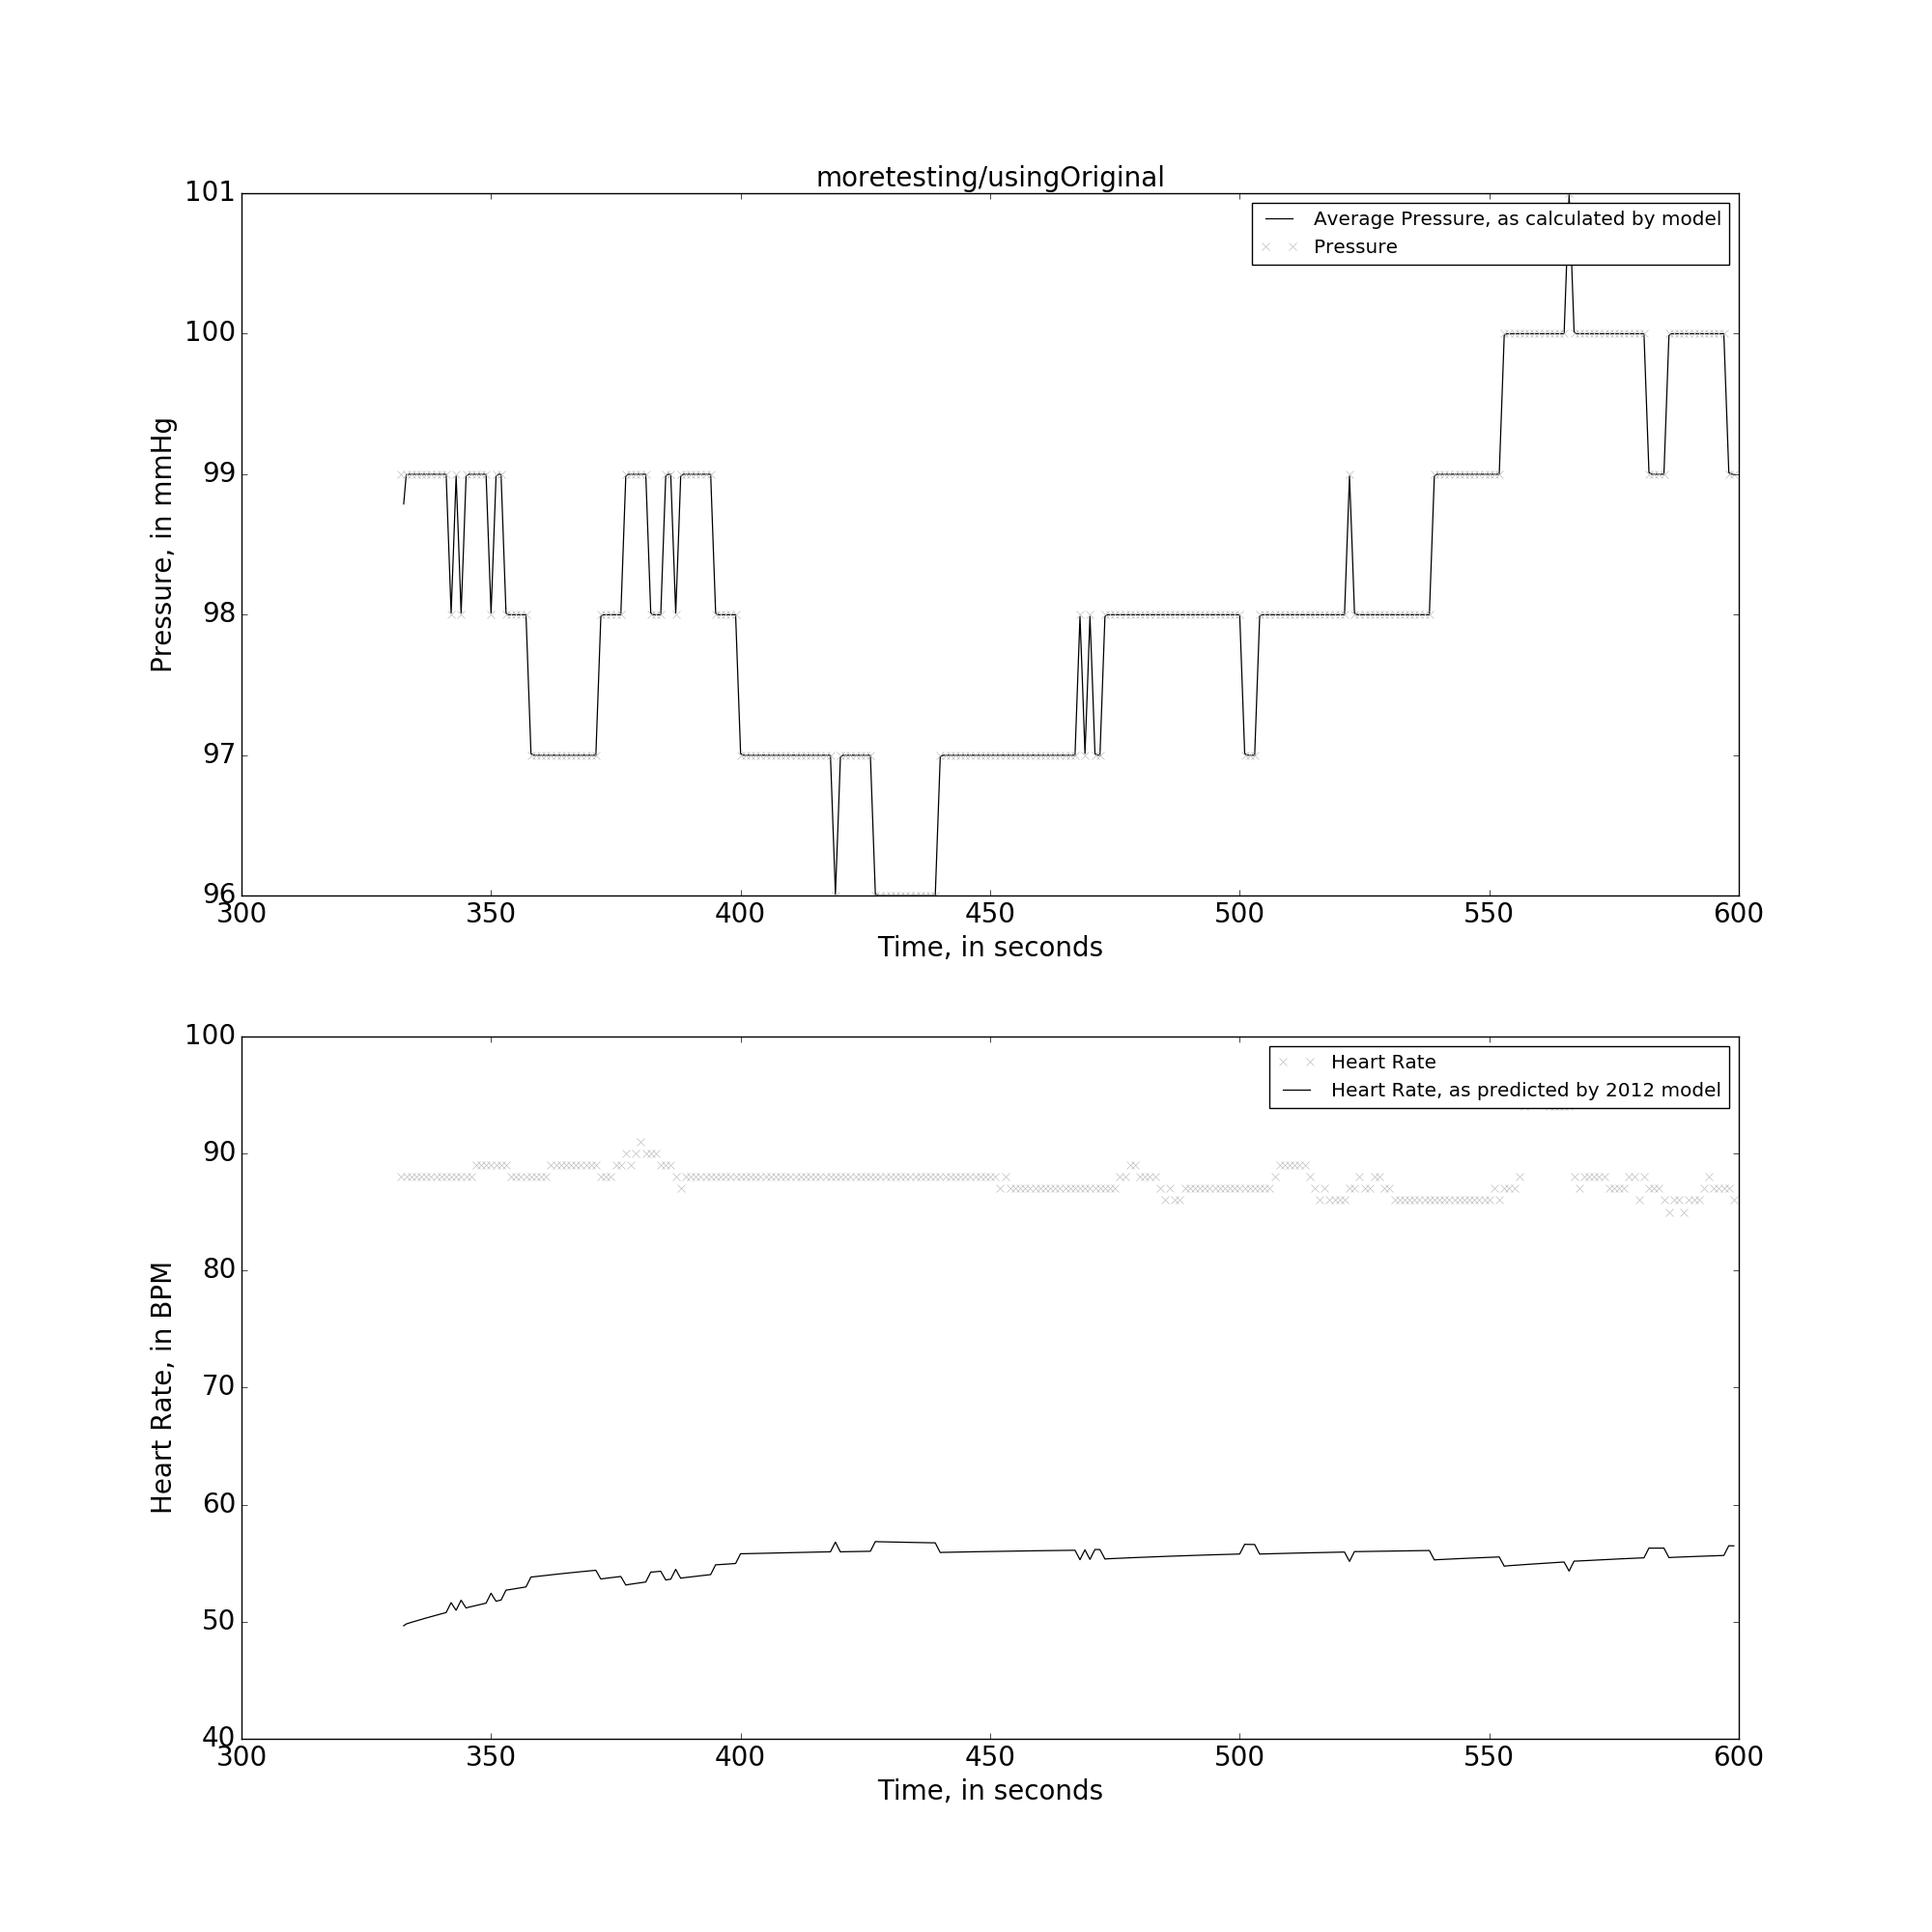 moretesting/usingOriginal
101
100
99
98
97
96
Pressure, in mmHg
Average Pressure, as calculated by model
Pressure
300 350 400 450 500 550 600
Time, in seconds
100
90
80
70
60
50
40
Heart Rate, in BPM
Heart Rate
Heart Rate, as predicted by 2012 model
300 350 400 450 500 550 600
Time, in seconds